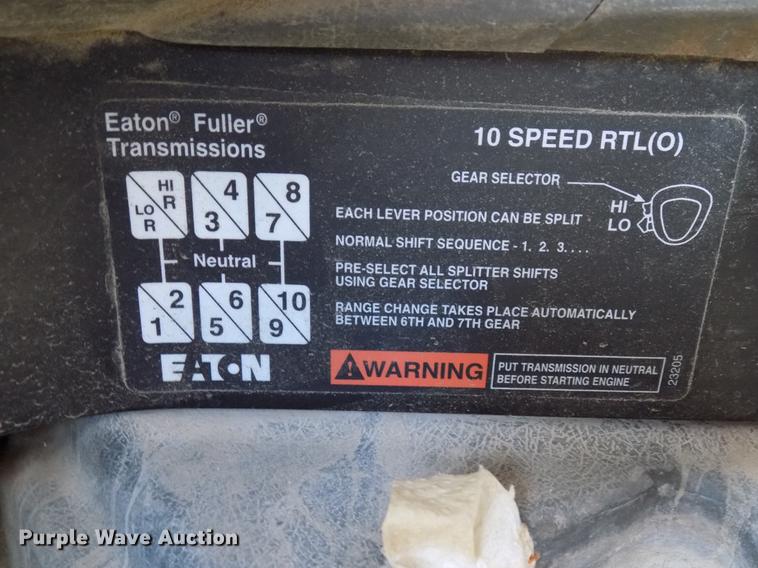 Eaton® Fuller®
Transmissions
10 SPEED RTL(O)
GEAR SELECTOR
HI
LO
HI
R
LO
R
4
3
8
7
EACH LEVER POSITION CAN BE SPLIT
NORMAL SHIFT SEQUENCE - 1. 2. 3. . . .
Neutral
PRE-SELECT ALL SPLITTER SHIFTS
USING GEAR SELECTOR
2
1
6
5
10
9
RANGE CHANGE TAKES PLACE AUTOMATICALLY
BETWEEN 6TH AND 7TH GEAR
EATON
WARNING
PUT TRANSMISSION IN NEUTRAL
BEFORE STARTING ENGINE
23205
Purple Wave Auction